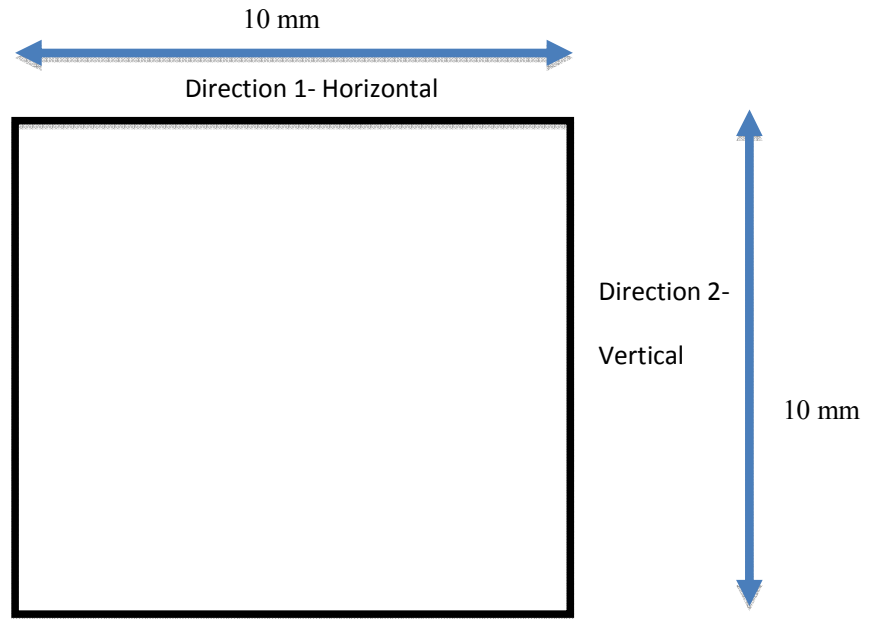 10 mm
Direction 1- Horizontal
Direction 2-
Vertical
10 mm